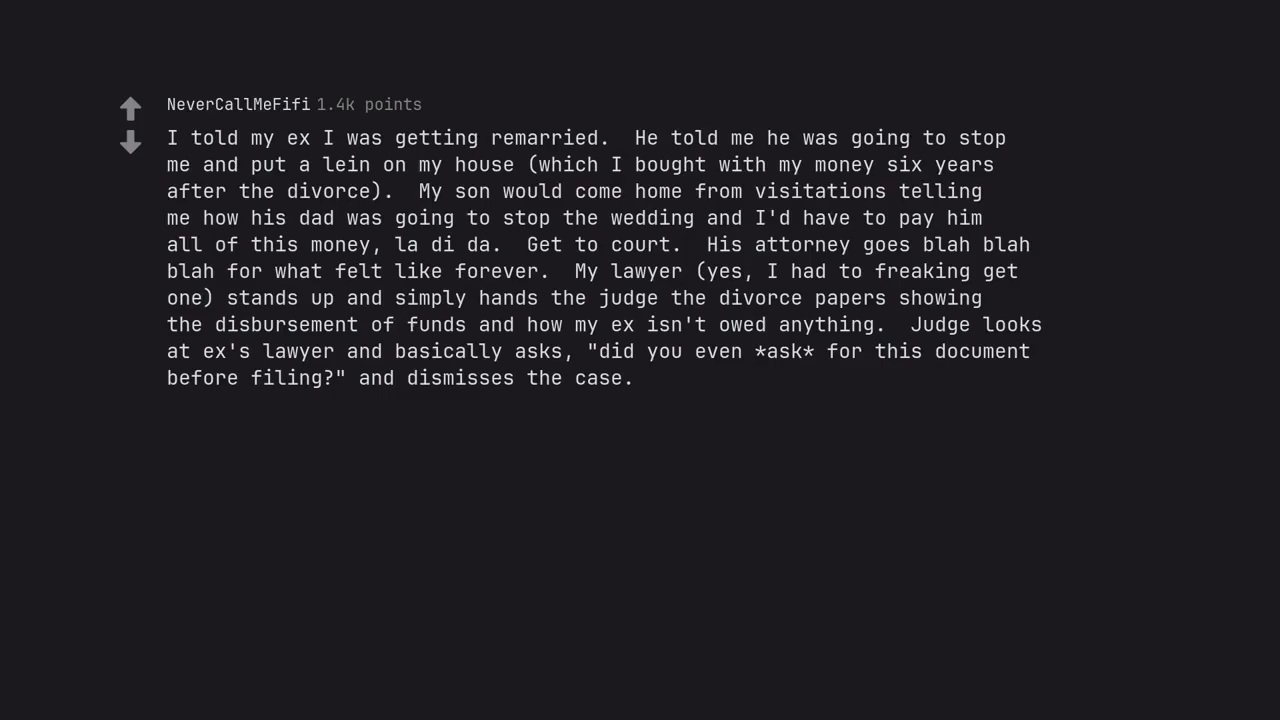 NeverCallMeFifi 1.4k points
I told my ex I was getting remarried.  He told me he was going to stop
me and put a lein on my house (which I bought with my money six years
after the divorce).  My son would come home from visitations telling
me how his dad was going to stop the wedding and I'd have to pay him
all of this money, la di da.  Get to court.  His attorney goes blah blah
blah for what felt like forever.  My lawyer (yes, I had to freaking get
one) stands up and simply hands the judge the divorce papers showing
the disbursement of funds and how my ex isn't owed anything.  Judge looks
at ex's lawyer and basically asks, "did you even *ask* for this document
before filing?" and dismisses the case.